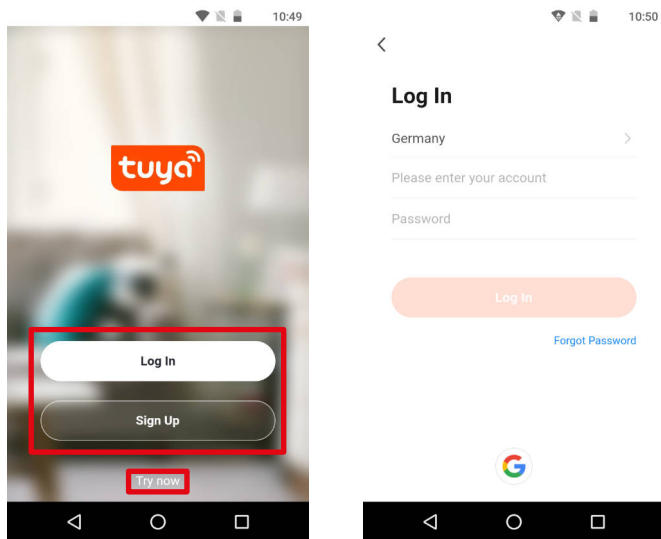 10:49
tuya
Log In
Sign Up
Try now
10:50
Log In
Germany
Please enter your account
Password
Log In
Forgot Password
G